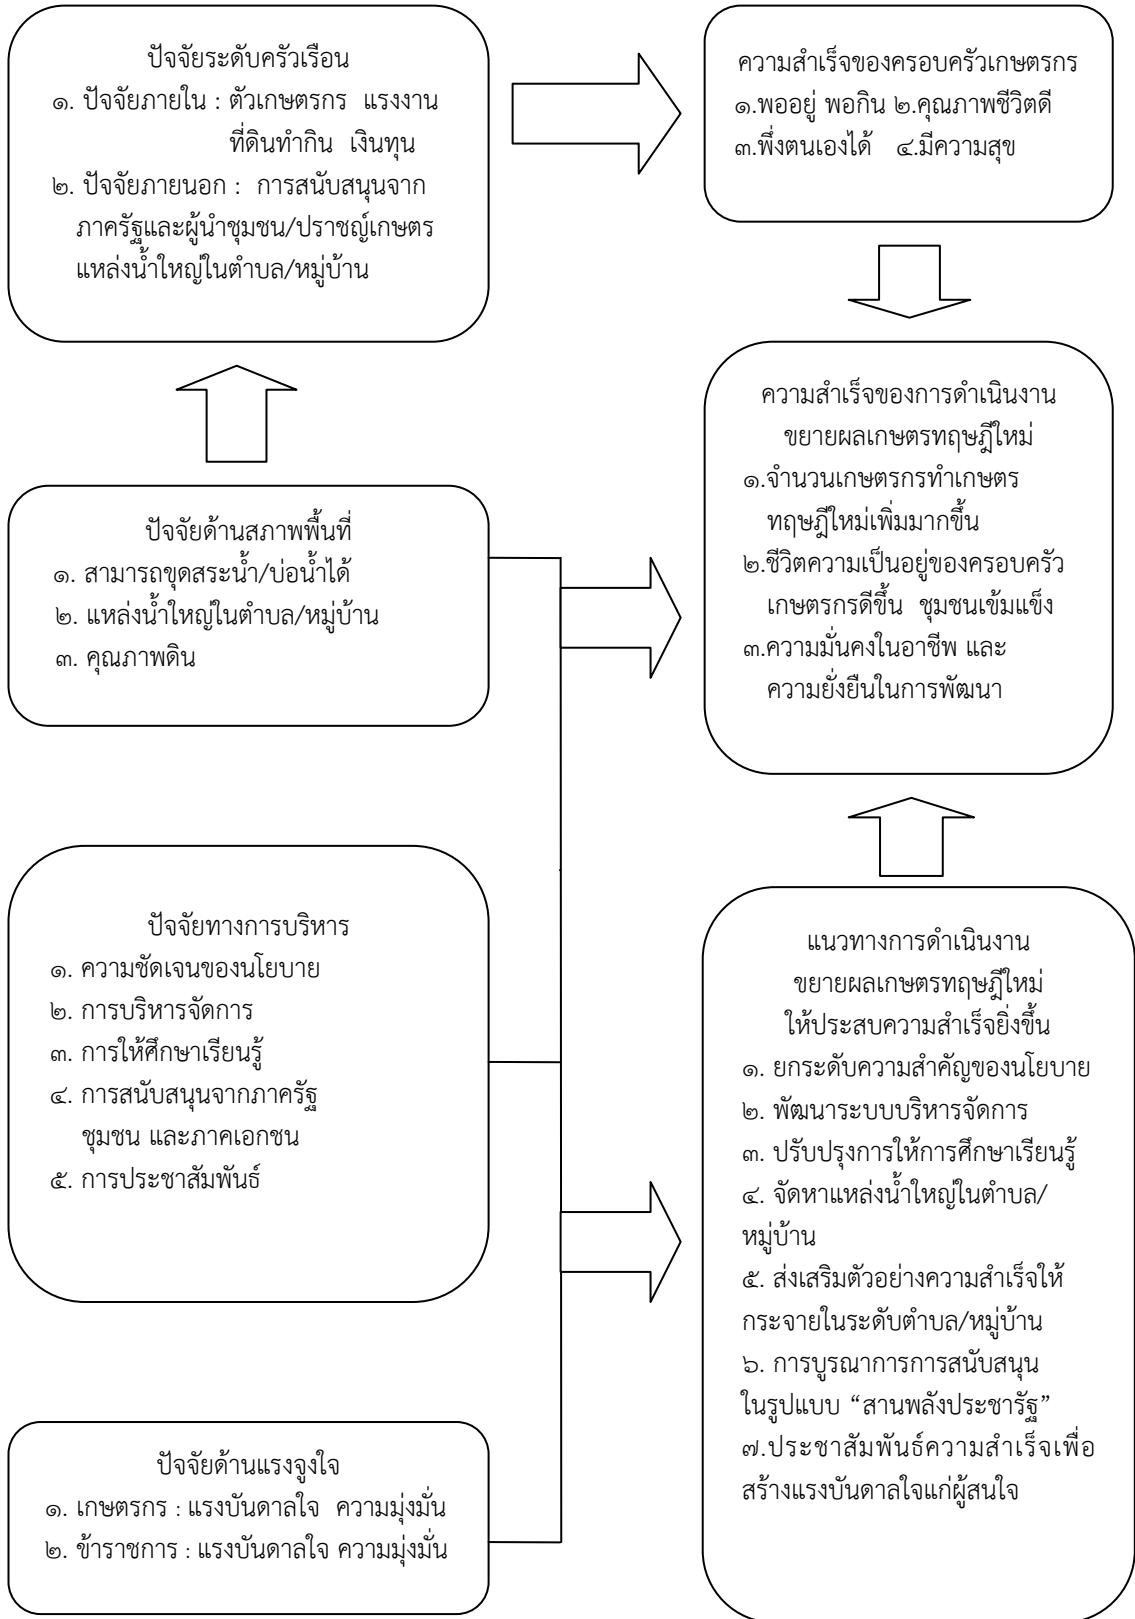 ปัจจัยระดับครัวเรือน
๑. ปัจจัยภายใน : ตัวเกษตรกร แรงงาน
ที่ดินทำกิน เงินทุน
๒. ปัจจัยภายนอก : การสนับสนุนจาก
ภาครัฐและผู้นำชุมชน/ปราชญ์เกษตร
แหล่งน้ำใหญ่ในตำบล/หมู่บ้าน
ความสำเร็จของครอบครัวเกษตรกร
๑.พออยู่ พอกิน ๒.คุณภาพชีวิตดี
๓.พึ่งตนเองได้ ๔.มีความสุข
ความสำเร็จของการดำเนินงาน
ขยายผลเกษตรทฤษฎีใหม่
๑.จำนวนเกษตรกรทำเกษตร
ทฤษฎีใหม่เพิ่มมากขึ้น
๒.ชีวิตความเป็นอยู่ของครอบครัว
เกษตรกรดีขึ้น ชุมชนเข้มแข็ง
๓.ความมั่นคงในอาชีพ และ
ความยั่งยืนในการพัฒนา
ปัจจัยด้านสภาพพื้นที่
๑. สามารถขุดสระน้ำ/บ่อน้ำได้
๒. แหล่งน้ำใหญ่ในตำบล/หมู่บ้าน
๓. คุณภาพดิน
ปัจจัยทางการบริหาร
๑. ความชัดเจนของนโยบาย
๒. การบริหารจัดการ
๓. การให้ศึกษาเรียนรู้
๔. การสนับสนุนจากภาครัฐ
ชุมชน และภาคเอกชน
๕. การประชาสัมพันธ์
แนวทางการดำเนินงาน
ขยายผลเกษตรทฤษฎีใหม่
ให้ประสบความสำเร็จยิ่งขึ้น
๑. ยกระดับความสำคัญของนโยบาย
๒. พัฒนาระบบบริหารจัดการ
๓. ปรับปรุงการให้การศึกษาเรียนรู้
๔. จัดหาแหล่งน้ำใหญ่ในตำบล/
หมู่บ้าน
๕. ส่งเสริมตัวอย่างความสำเร็จให้
กระจายในระดับตำบล/หมู่บ้าน
๖. การบูรณาการการสนับสนุน
ในรูปแบบ “สานพลังประชารัฐ”
๗.ประชาสัมพันธ์ความสำเร็จเพื่อ
สร้างแรงบันดาลใจแก่ผู้สนใจ
ปัจจัยด้านแรงจูงใจ
๑. เกษตรกร : แรงบันดาลใจ ความมุ่งมั่น
๒. ข้าราชการ : แรงบันดาลใจ ความมุ่งมั่น